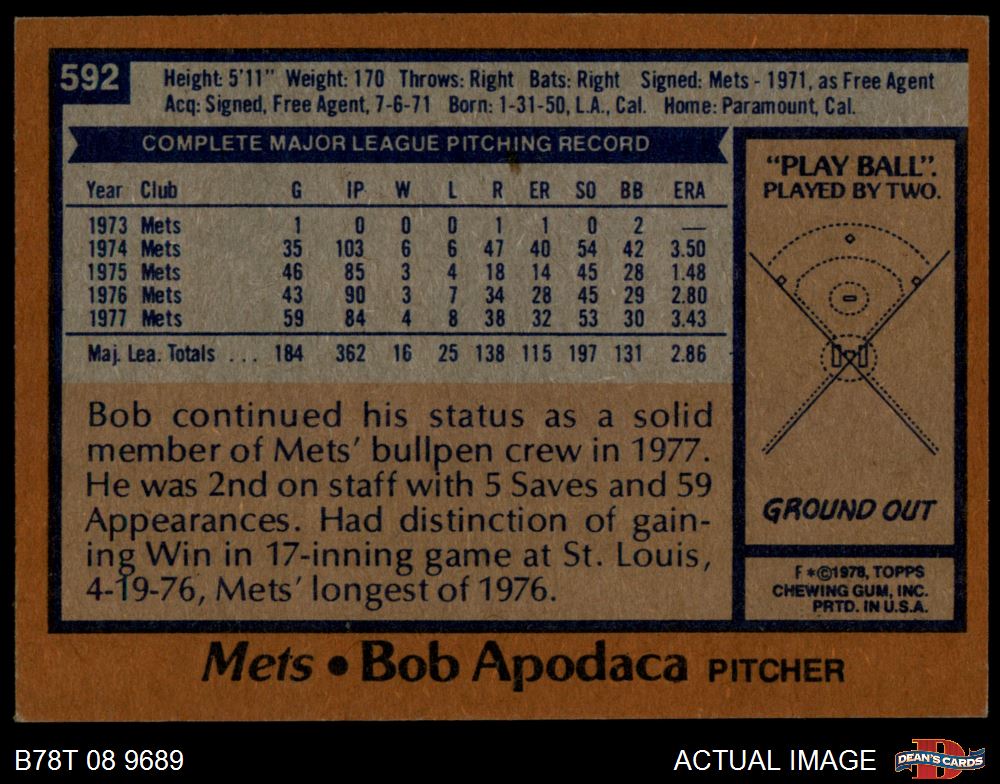 592
Height: 5'11" Weight: 170 Throws: Right Bats: Right Signed: Mets - 1971, as Free Agent
Acq: Signed, Free Agent, 7-6-71 Born: 1-31-50, L.A., Cal. Home: Paramount, Cal.
COMPLETE MAJOR LEAGUE PITCHING RECORD
Year Club G IP W L R ER SO BB ERA
1973 Mets 1 0 0 0 1 1 0 2 —
1974 Mets 35 103 6 6 47 40 54 42 3.50
1975 Mets 46 85 3 4 18 14 45 28 1.48
1976 Mets 43 90 3 7 34 28 45 29 2.80
1977 Mets 59 84 4 8 38 32 53 30 3.43
Maj. Lea. Totals ... 184 362 16 25 138 115 197 131 2.86
Bob continued his status as a solid
member of Mets' bullpen crew in 1977.
He was 2nd on staff with 5 Saves and 59
Appearances. Had distinction of gain-
ing Win in 17-inning game at St. Louis,
4-19-76, Mets' longest of 1976.
"PLAY BALL".
PLAYED BY TWO.
GROUND OUT
F *©1978, TOPPS
CHEWING GUM, INC.
PRTD. IN U.S.A.
Mets • Bob Apodaca PITCHER
B78T 08 9689
ACTUAL IMAGE
D
DEAN'S CARDS